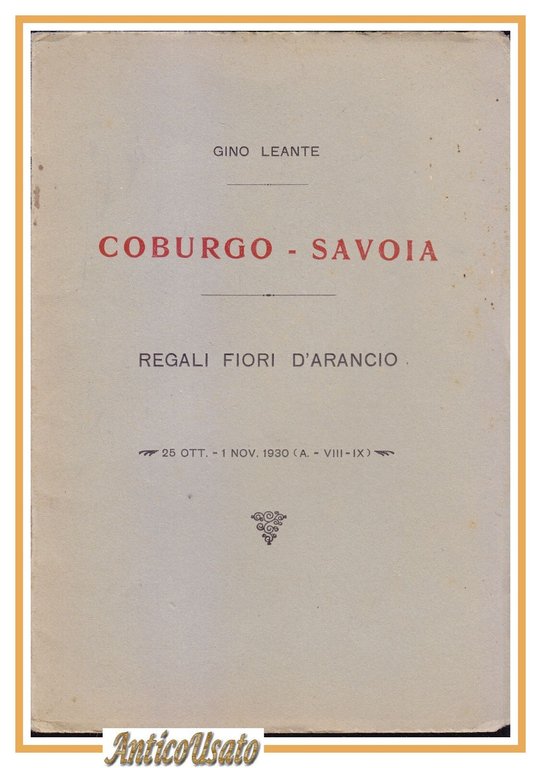 GINO LEANTE
COBURGO - SAVOIA
REGALI FIORI D'ARANCIO
25 OTT. - 1 NOV. 1930 (A. - VIII - IX)
AnticoUsato